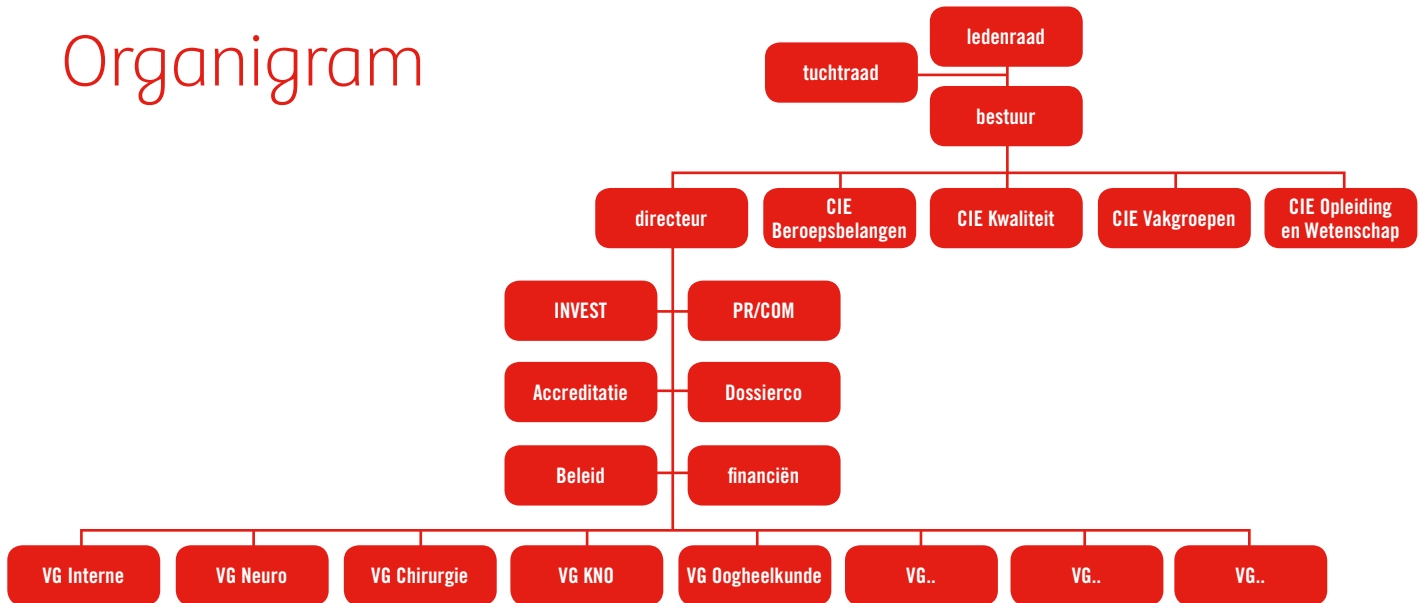 Organigram
ledenraad
tuchtraad
bestuur
directeur
CIE
Beroepsbelangen
CIE Kwaliteit
CIE Vakgroepen
CIE Opleiding
en Wetenschap
INVEST
PR/COM
Accreditatie
Dossierco
Beleid
financiën
VG Interne
VG Neuro
VG Chirurgie
VG KNO
VG Oogheelkunde
VG..
VG..
VG..